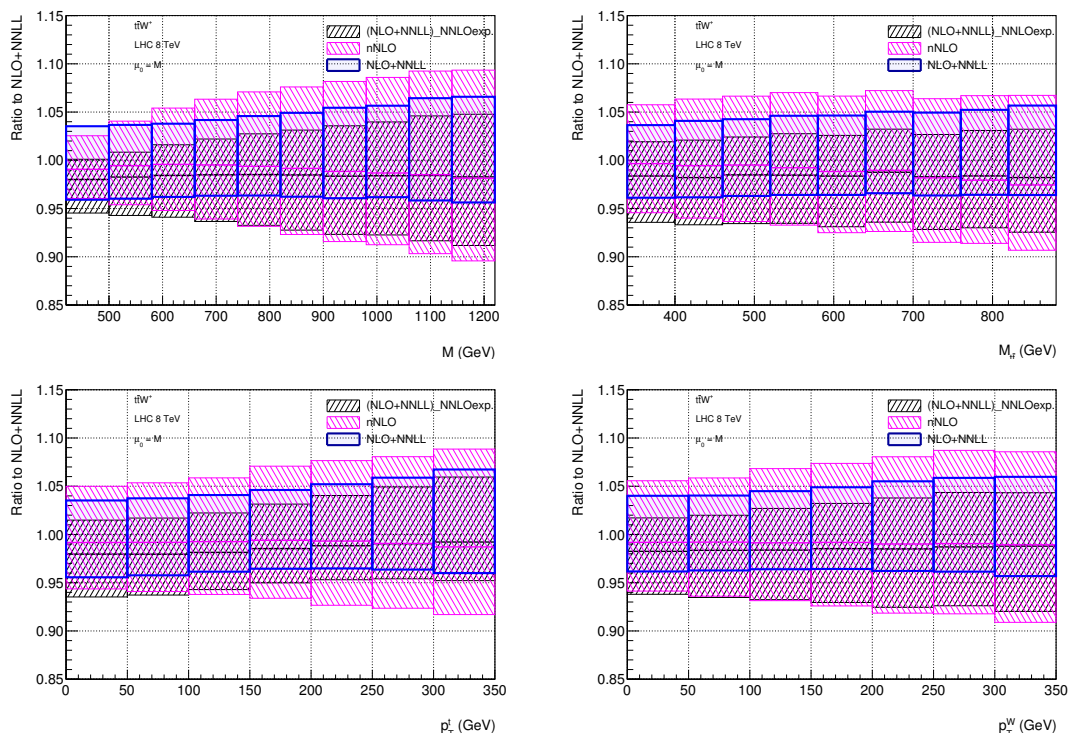 1.15
1.10
1.05
1.00
0.95
0.90
0.85
Ratio to NLO+NNLL
tt̄W⁺
LHC 8 TeV
μ₀ = M
(NLO+NNLL)_NNLOexp.
nNLO
NLO+NNLL
500 600 700 800 900 1000 1100 1200
M (GeV)
1.15
1.10
1.05
1.00
0.95
0.90
0.85
Ratio to NLO+NNLL
tt̄W⁺
LHC 8 TeV
μ₀ = M
(NLO+NNLL)_NNLOexp.
nNLO
NLO+NNLL
400 500 600 700 800
M_tt̄ (GeV)
1.15
1.10
1.05
1.00
0.95
0.90
0.85
Ratio to NLO+NNLL
tt̄W⁺
LHC 8 TeV
μ₀ = M
(NLO+NNLL)_NNLOexp.
nNLO
NLO+NNLL
0 50 100 150 200 250 300 350
p_T^t (GeV)
1.15
1.10
1.05
1.00
0.95
0.90
0.85
Ratio to NLO+NNLL
tt̄W⁺
LHC 8 TeV
μ₀ = M
(NLO+NNLL)_NNLOexp.
nNLO
NLO+NNLL
0 50 100 150 200 250 300 350
p_T^W (GeV)